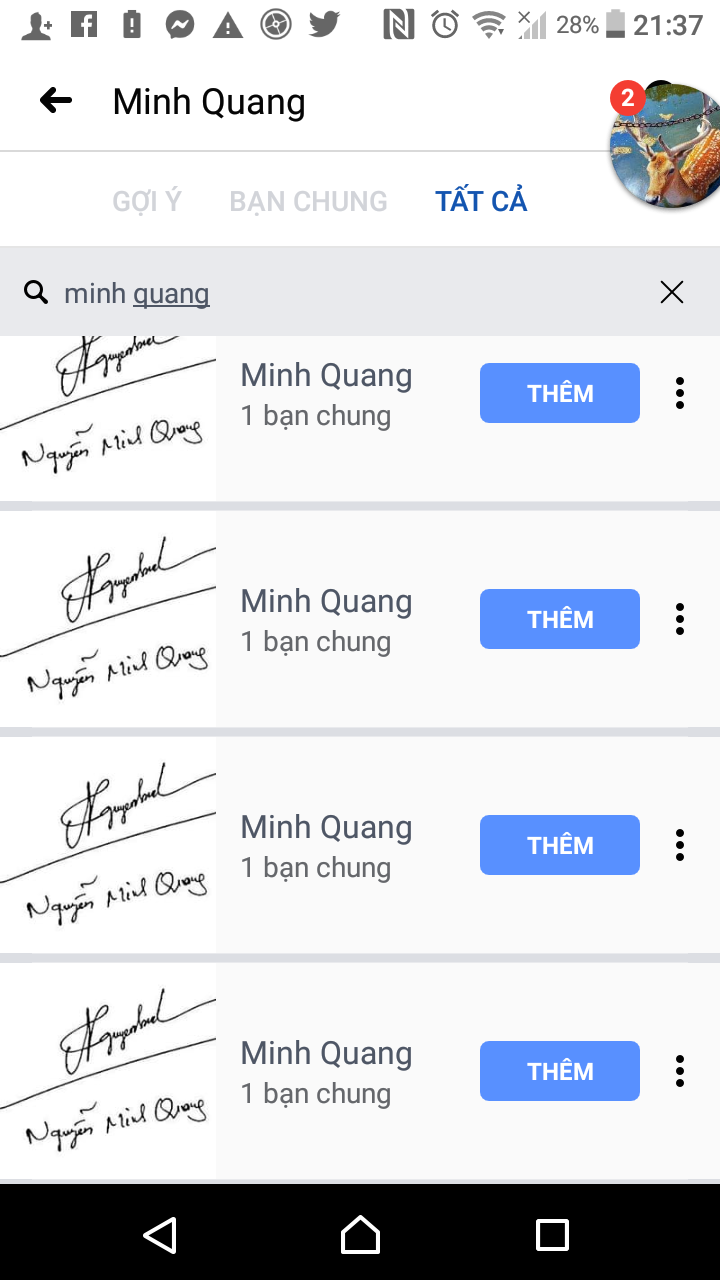 28% 21:37
Minh Quang
2
GỢI Ý BẠN CHUNG TẤT CẢ
minh quang
Nguyễn Minh Quang
Minh Quang
1 bạn chung
THÊM
Nguyễn Minh Quang
Minh Quang
1 bạn chung
THÊM
Nguyễn Minh Quang
Minh Quang
1 bạn chung
THÊM
Nguyễn Minh Quang
Minh Quang
1 bạn chung
THÊM